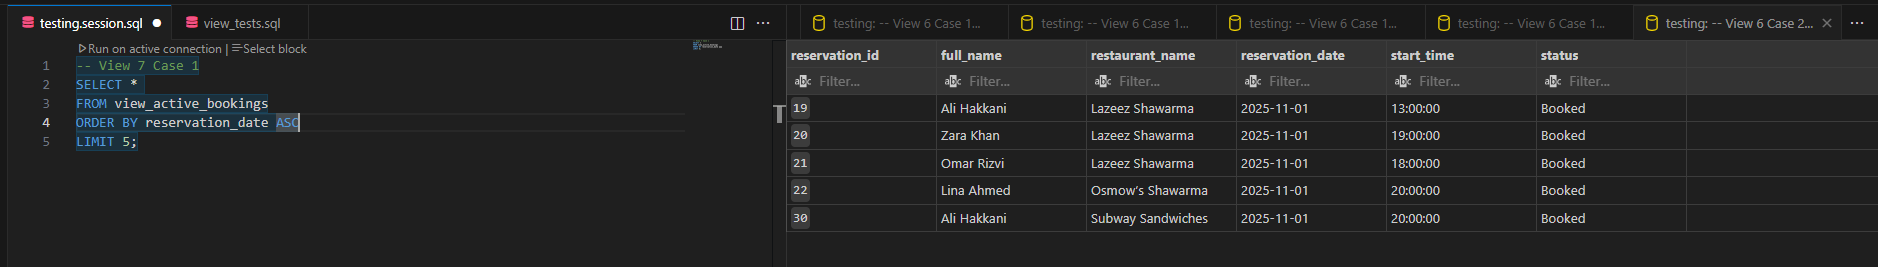 testing.session.sql ● view_tests.sql ···
Run on active connection | Select block
1 -- View 7 Case 1
2 SELECT *
3 FROM view_active_bookings
4 ORDER BY reservation_date ASC
5 LIMIT 5;
testing: -- View 6 Case 1... testing: -- View 6 Case 1... testing: -- View 6 Case 1... testing: -- View 6 Case 1... testing: -- View 6 Case 2... ···
reservation_id full_name restaurant_name reservation_date start_time status
abc Filter... abc Filter... abc Filter... abc Filter... abc Filter... abc Filter...
19 Ali Hakkani Lazeez Shawarma 2025-11-01 13:00:00 Booked
20 Zara Khan Lazeez Shawarma 2025-11-01 19:00:00 Booked
21 Omar Rizvi Lazeez Shawarma 2025-11-01 18:00:00 Booked
22 Lina Ahmed Osmow's Shawarma 2025-11-01 20:00:00 Booked
30 Ali Hakkani Subway Sandwiches 2025-11-01 20:00:00 Booked